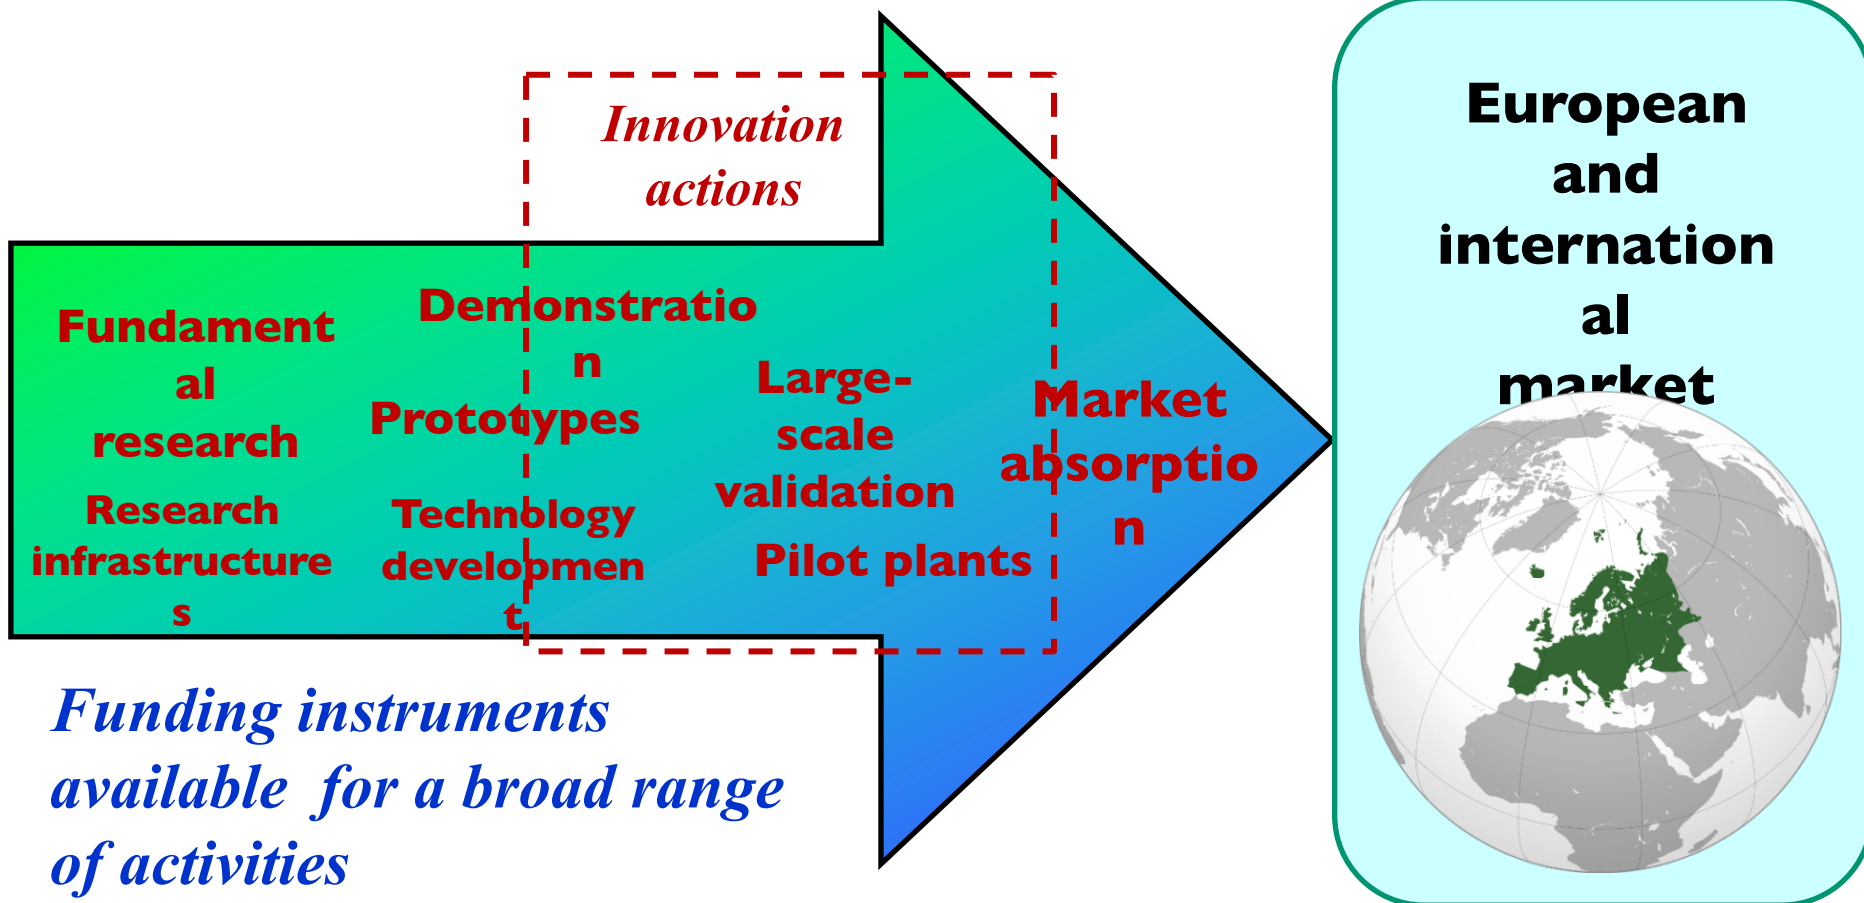 Innovation
actions
Fundament
al
research
Research
infrastructure
s
Demonstratio
n
Prototypes
Technology
developmen
t
Large-
scale
validation
Pilot plants
Market
absorptio
n
European
and
internation
al
market
Funding instruments
available  for a broad range
of activities